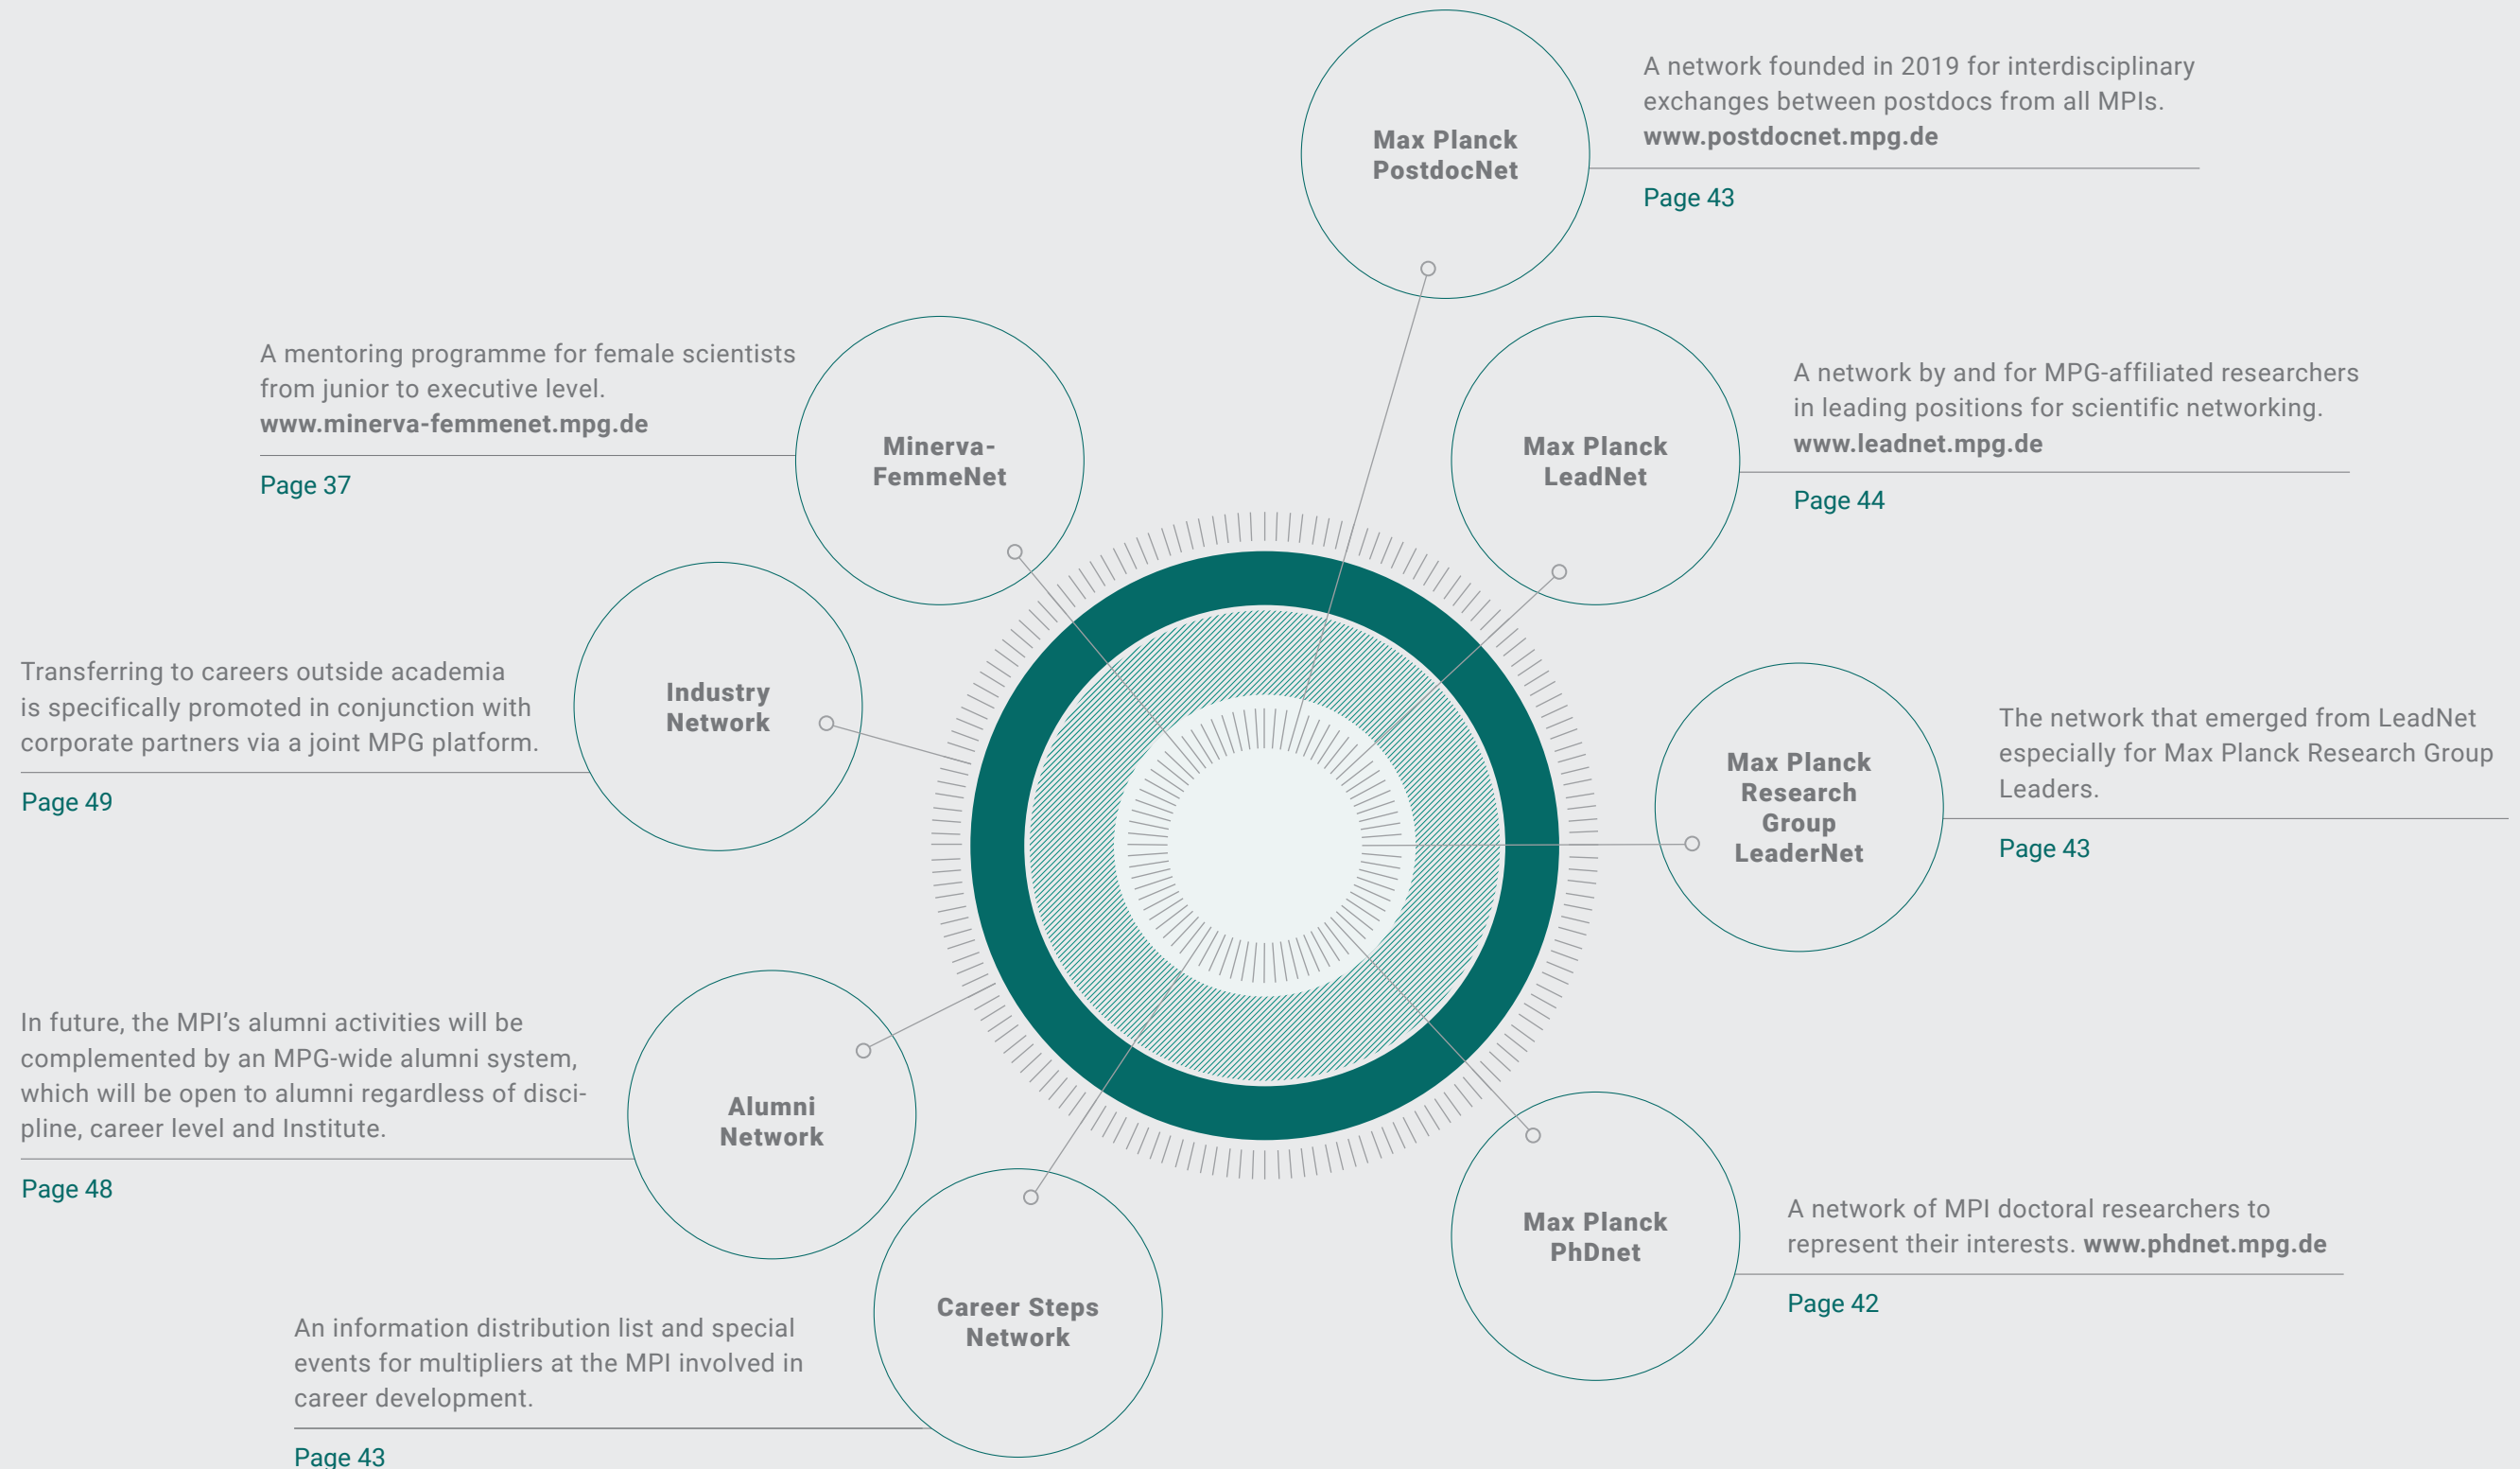 Max Planck
PostdocNet
A network founded in 2019 for interdisciplinary
exchanges between postdocs from all MPIs.
www.postdocnet.mpg.de
Page 43
A mentoring programme for female scientists
from junior to executive level.
www.minerva-femmenet.mpg.de
Page 37
Minerva-
FemmeNet
Max Planck
LeadNet
A network by and for MPG-affiliated researchers
in leading positions for scientific networking.
www.leadnet.mpg.de
Page 44
Transferring to careers outside academia
is specifically promoted in conjunction with
corporate partners via a joint MPG platform.
Page 49
Industry
Network
Max Planck
Research
Group
LeaderNet
The network that emerged from LeadNet
especially for Max Planck Research Group
Leaders.
Page 43
In future, the MPI’s alumni activities will be
complemented by an MPG-wide alumni system,
which will be open to alumni regardless of disci-
pline, career level and Institute.
Page 48
Alumni
Network
Max Planck
PhDnet
A network of MPI doctoral researchers to
represent their interests. www.phdnet.mpg.de
Page 42
An information distribution list and special
events for multipliers at the MPI involved in
career development.
Page 43
Career Steps
Network